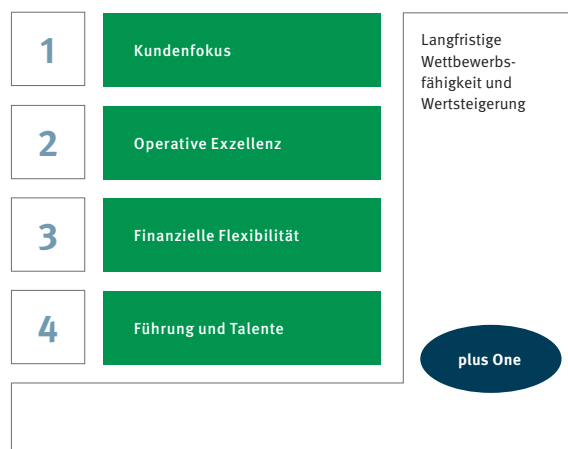 1
Kundenfokus
2
Operative Exzellenz
3
Finanzielle Flexibilität
4
Führung und Talente
Langfristige
Wettbewerbs-
fähigkeit und
Wertsteigerung
plus One